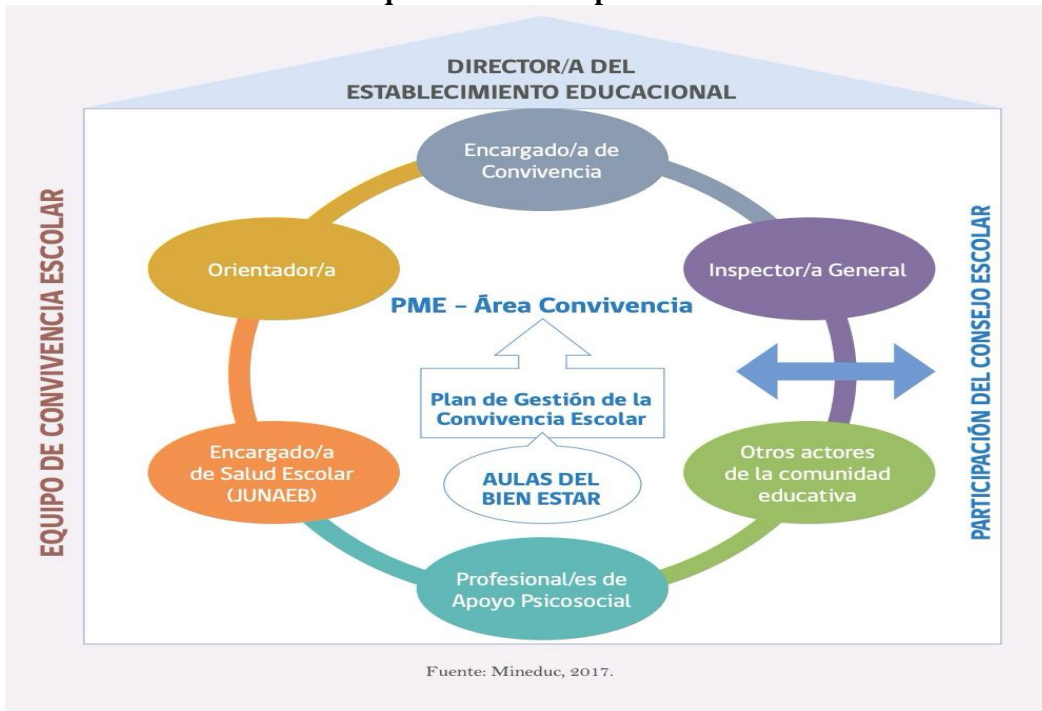 DIRECTOR/A DEL
ESTABLECIMIENTO EDUCACIONAL
EQUIPO DE CONVIVENCIA ESCOLAR
Encargado/a de
Convivencia
Orientador/a
Inspector/a General
PME – Área Convivencia
Plan de Gestión de la
Convivencia Escolar
AULAS DEL
BIEN ESTAR
Encargado/a
de Salud Escolar
(JUNAEB)
Otros actores
de la comunidad
educativa
Profesional/es de
Apoyo Psicosocial
PARTICIPACIÓN DEL CONSEJO ESCOLAR
Fuente: Mineduc, 2017.